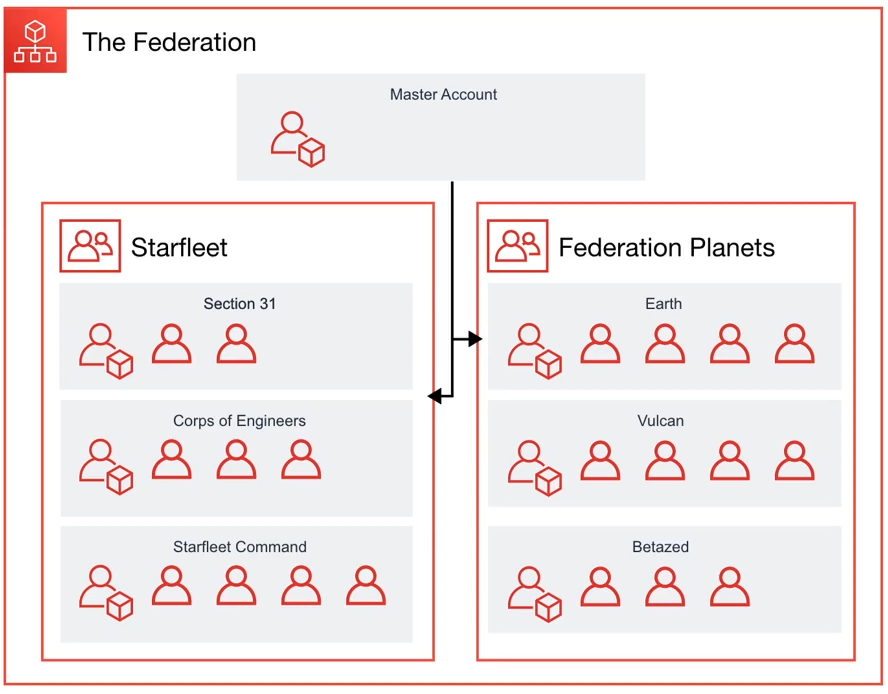 The Federation
Master Account
Starfleet
Section 31
Corps of Engineers
Starfleet Command
Federation Planets
Earth
Vulcan
Betazed